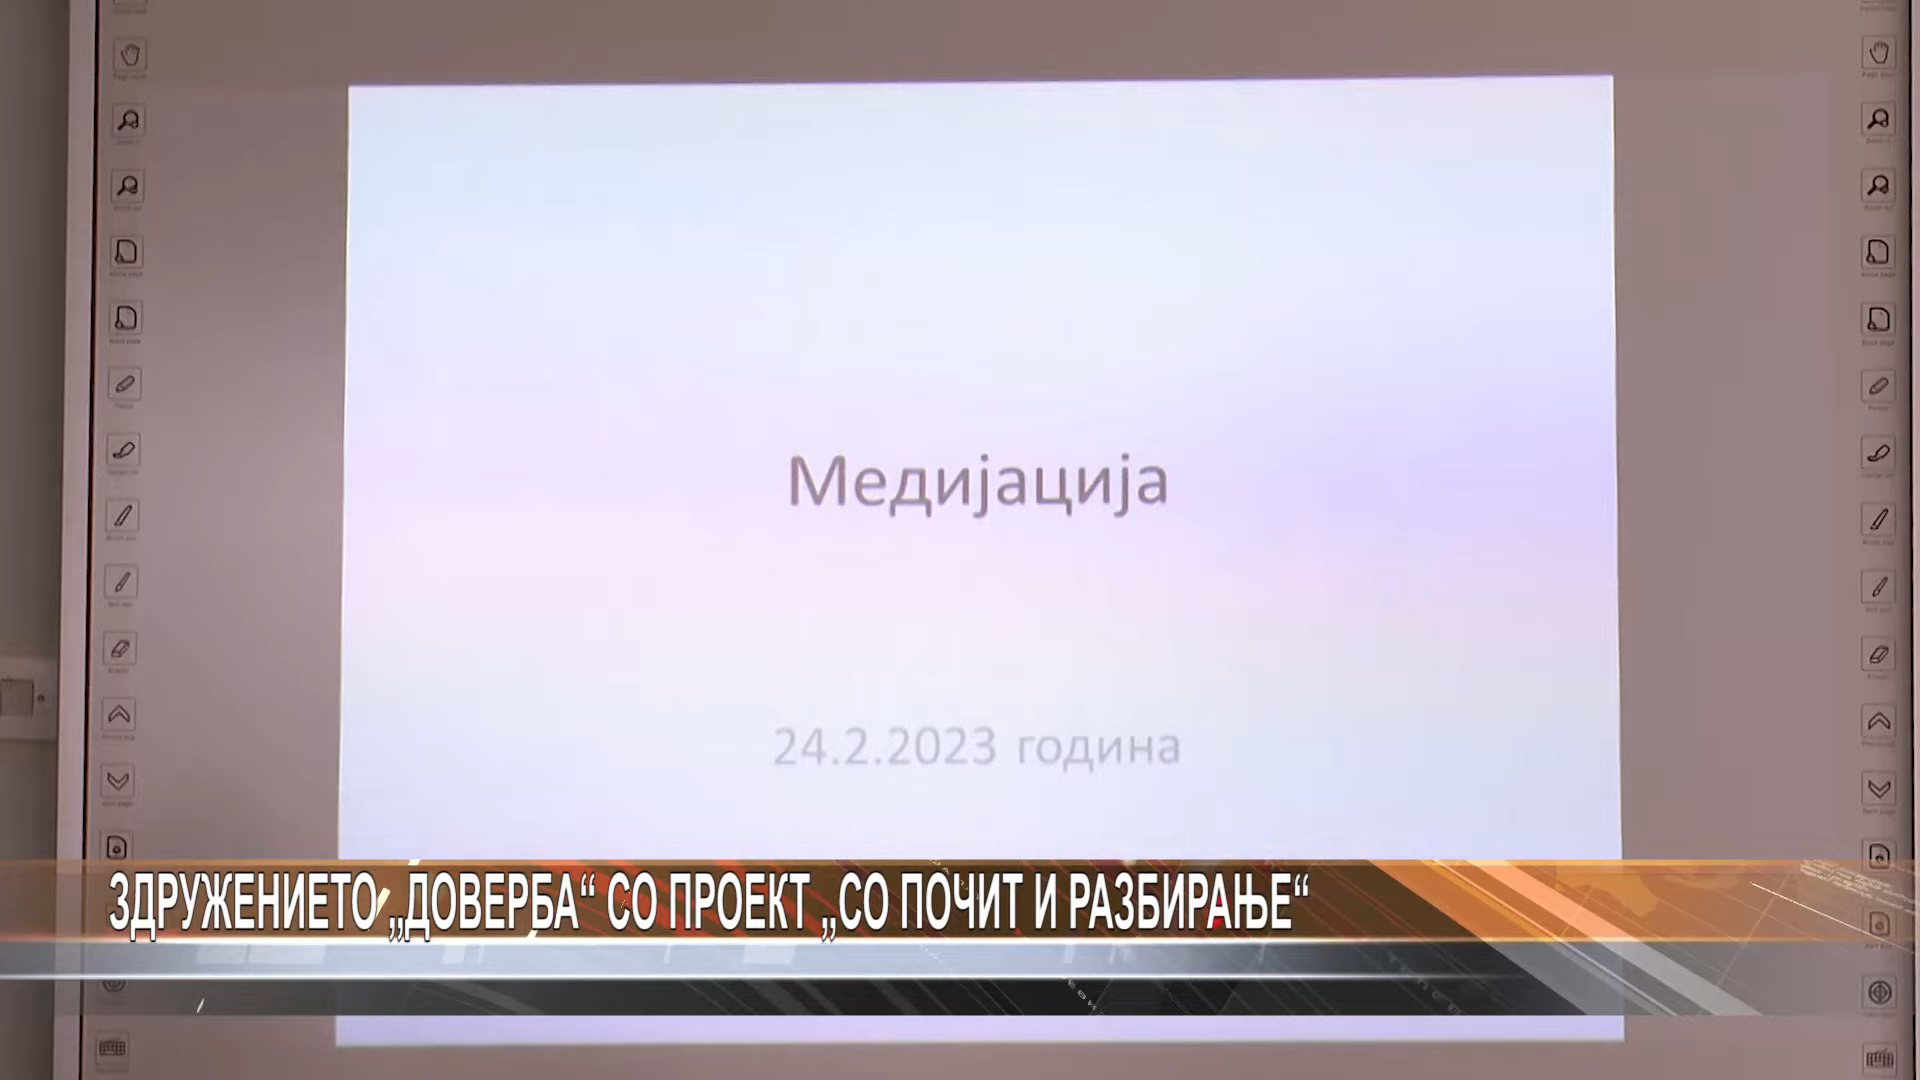 Медијација
24.2.2023 година
ЗДРУЖЕНИЕТО „ДОВЕРБА“ СО ПРОЕКТ „СО ПОЧИТ И РАЗБИРАЊЕ“